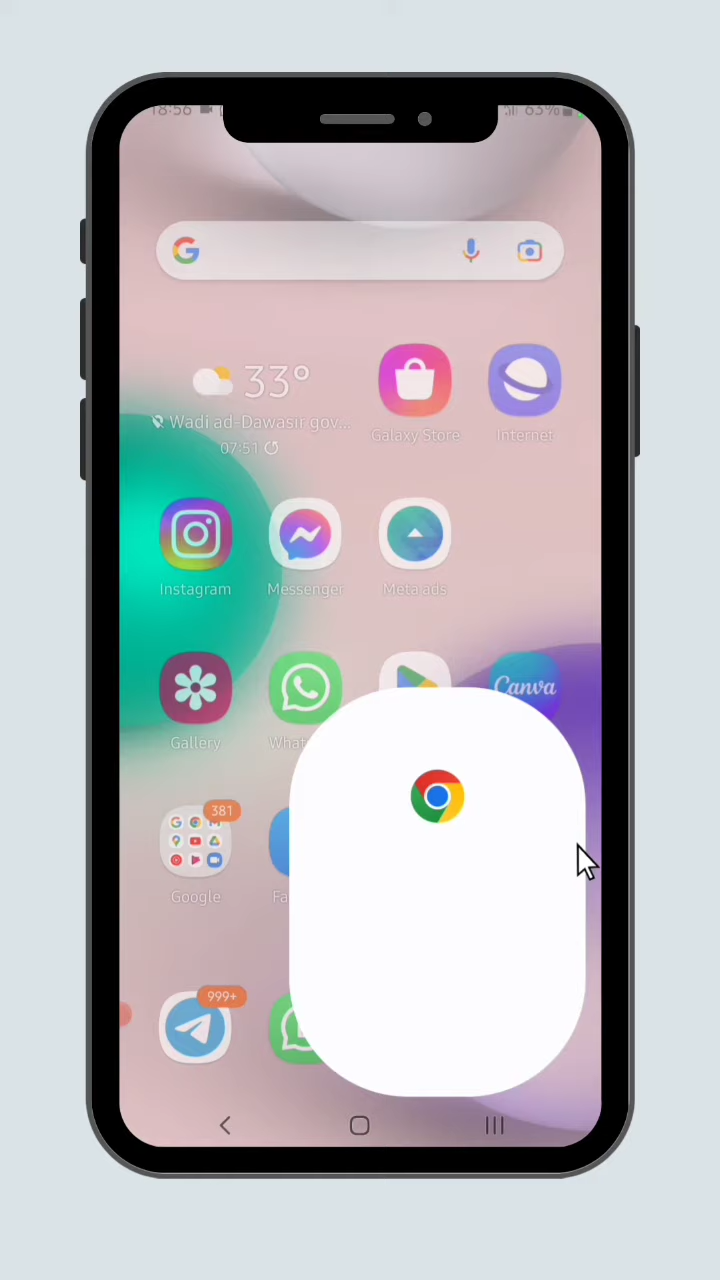 18:56 63%
33°
Wadi ad-Dawasir gov...
07:51
Galaxy Store Internet
Instagram Messenger Meta ads
Canva
Gallery What
381
Google Fa
999+